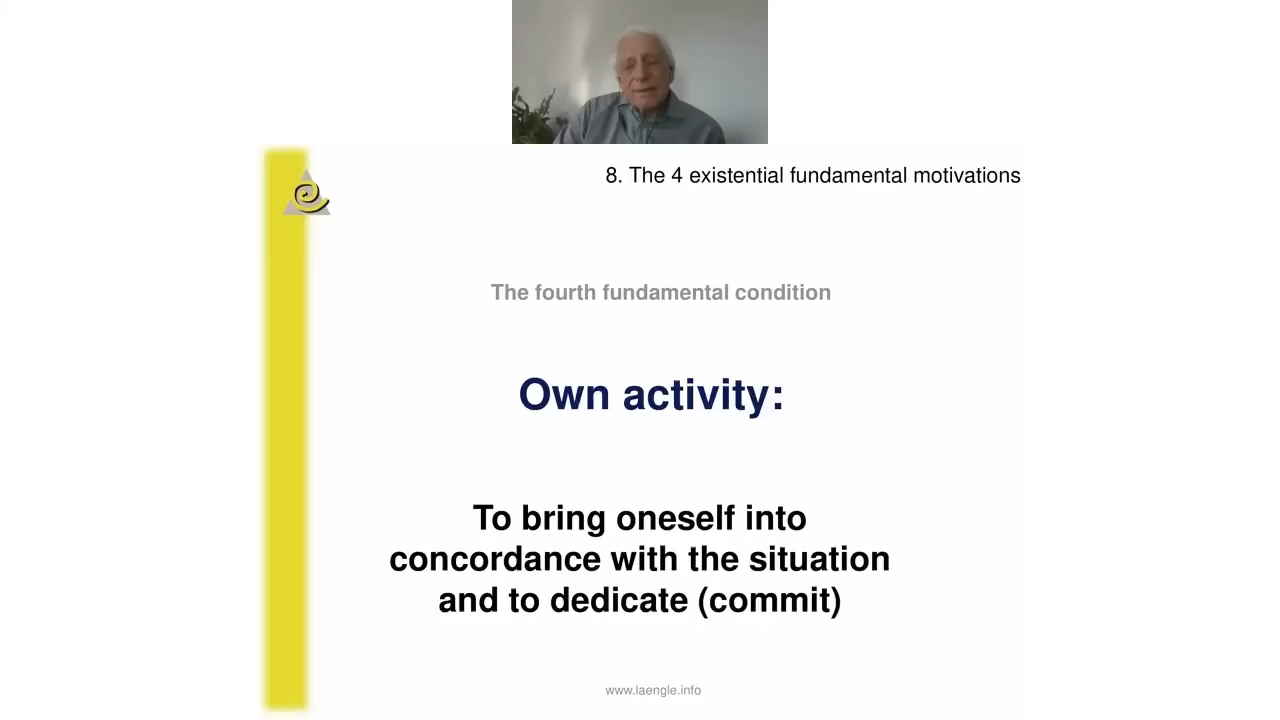 8. The 4 existential fundamental motivations
The fourth fundamental condition
Own activity:
To bring oneself into
concordance with the situation
and to dedicate (commit)
www.laengle.info